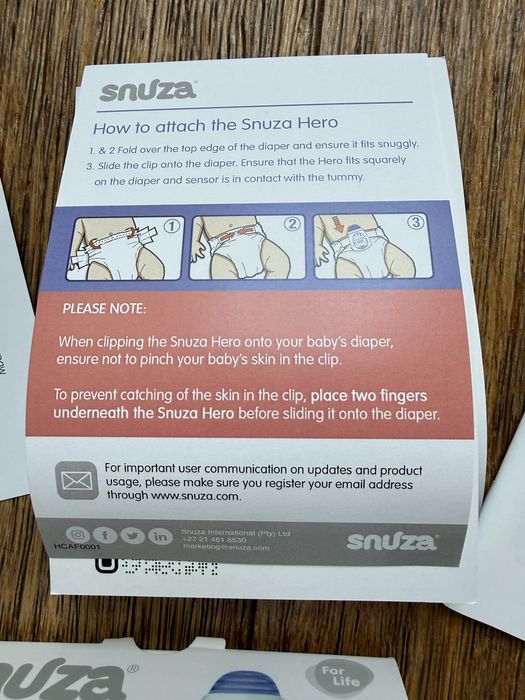 snuza®
How to attach the Snuza Hero
1. & 2 Fold over the top edge of the diaper and ensure it fits snuggly.
3. Slide the clip onto the diaper. Ensure that the Hero fits squarely
on the diaper and sensor is in contact with the tummy.
1 2 3
PLEASE NOTE:
When clipping the Snuza Hero onto your baby's diaper,
ensure not to pinch your baby's skin in the clip.
To prevent catching of the skin in the clip, place two fingers
underneath the Snuza Hero before sliding it onto the diaper.
For important user communication on updates and product
usage, please make sure you register your email address
through www.snuza.com.
Snuza International (Pty) Ltd
+27 21 461 8530
marketing@snuza.com
snuza®
HCAF0001
nuza®
For
Life